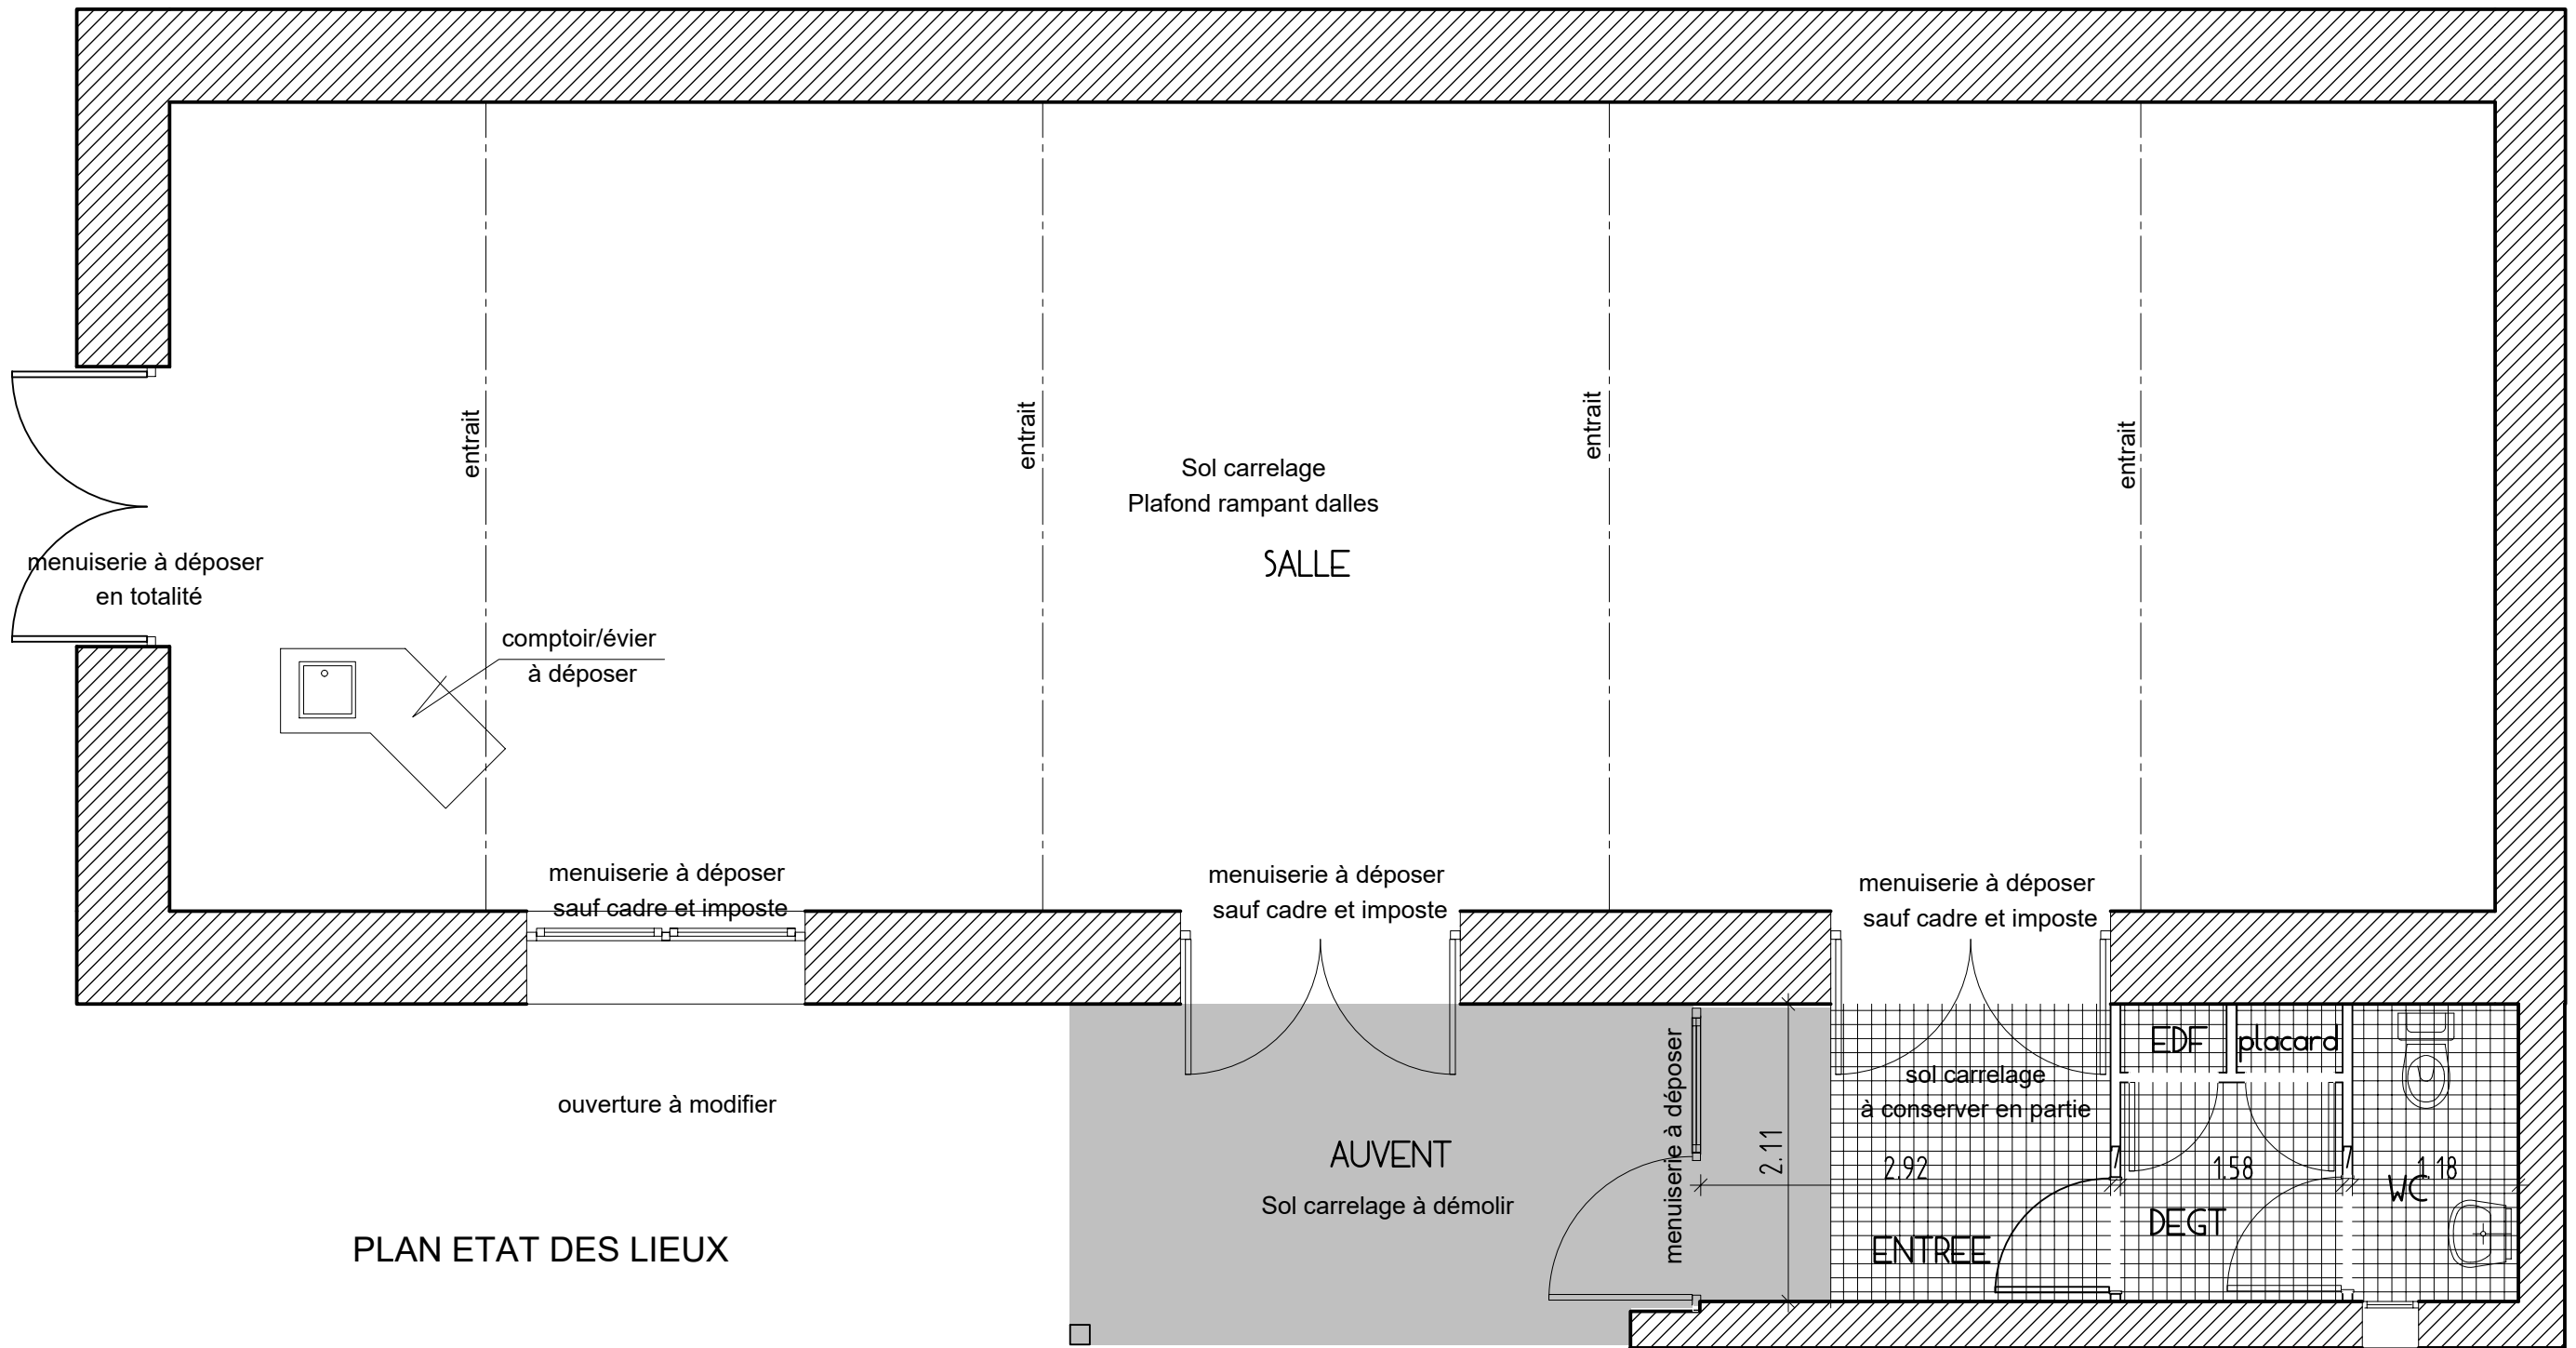 entrait
entrait
entrait
entrait
Sol carrelage
Plafond rampant dalles
SALLE
menuiserie à déposer
en totalité
comptoir/évier
à déposer
menuiserie à déposer
sauf cadre et imposte
menuiserie à déposer
sauf cadre et imposte
menuiserie à déposer
sauf cadre et imposte
EDF
placard
sol carrelage
à conserver en partie
ouverture à modifier
menuiserie à déposer
AUVENT
Sol carrelage à démolir
2.11
2.92
1.58
1.18
WC
DEGT
ENTREE
PLAN ETAT DES LIEUX